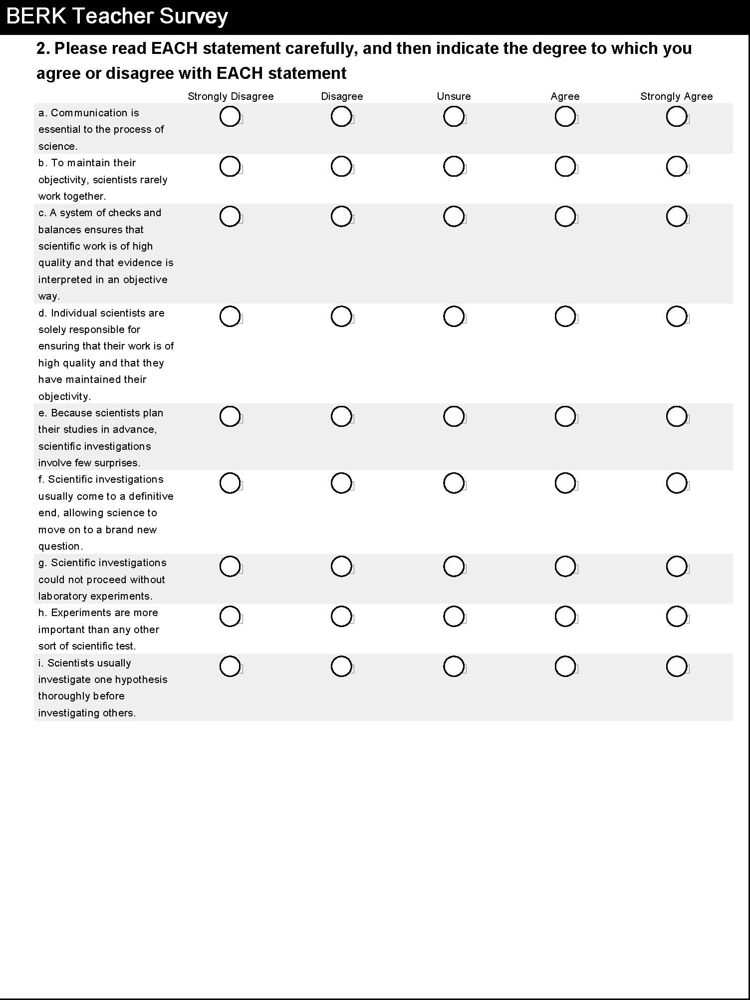 BERK Teacher Survey
2. Please read EACH statement carefully, and then indicate the degree to which you
agree or disagree with EACH statement
Strongly Disagree Disagree Unsure Agree Strongly Agree
a. Communication is
essential to the process of
science.
b. To maintain their
objectivity, scientists rarely
work together.
c. A system of checks and
balances ensures that
scientific work is of high
quality and that evidence is
interpreted in an objective
way.
d. Individual scientists are
solely responsible for
ensuring that their work is of
high quality and that they
have maintained their
objectivity.
e. Because scientists plan
their studies in advance,
scientific investigations
involve few surprises.
f. Scientific investigations
usually come to a definitive
end, allowing science to
move on to a brand new
question.
g. Scientific investigations
could not proceed without
laboratory experiments.
h. Experiments are more
important than any other
sort of scientific test.
i. Scientists usually
investigate one hypothesis
thoroughly before
investigating others.